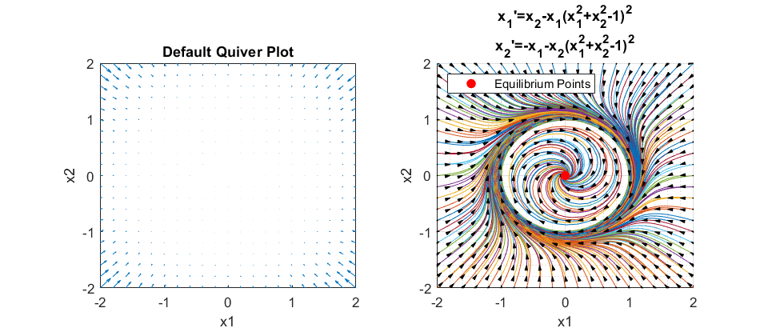 Default Quiver Plot
2
1
0
-1
-2
x2
-2
-1
0
1
2
x1
x₁'=x₂-x₁(x₁²+x₂²-1)²
x₂'=-x₁-x₂(x₁²+x₂²-1)²
Equilibrium Points
2
1
0
-1
-2
x2
-2
-1
0
1
2
x1